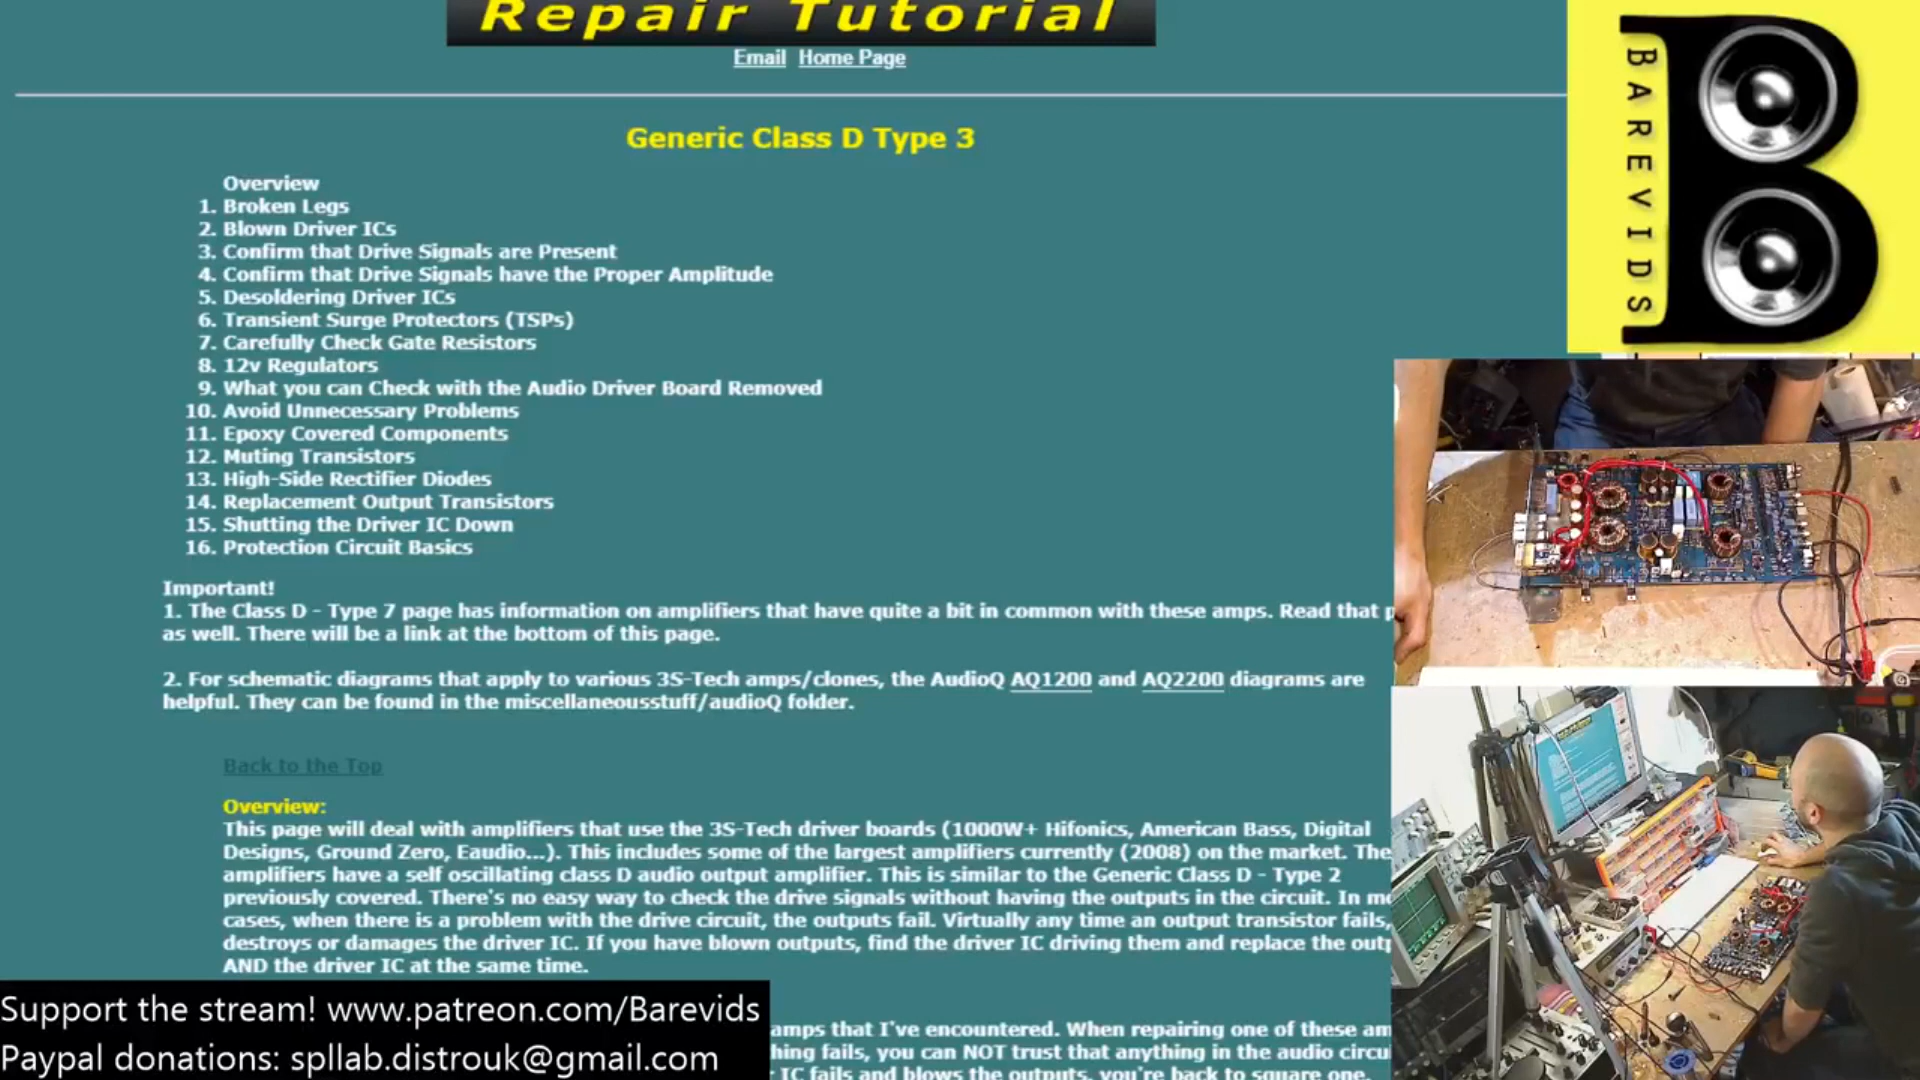 Repair Tutorial
Email Home Page
Generic Class D Type 3
Overview
1. Broken Legs
2. Blown Driver ICs
3. Confirm that Drive Signals are Present
4. Confirm that Drive Signals have the Proper Amplitude
5. Desoldering Driver ICs
6. Transient Surge Protectors (TSPs)
7. Carefully Check Gate Resistors
8. 12v Regulators
9. What you can Check with the Audio Driver Board Removed
10. Avoid Unnecessary Problems
11. Epoxy Covered Components
12. Muting Transistors
13. High-Side Rectifier Diodes
14. Replacement Output Transistors
15. Shutting the Driver IC Down
16. Protection Circuit Basics
Important!
1. The Class D - Type 7 page has information on amplifiers that have quite a bit in common with these amps. Read that
as well. There will be a link at the bottom of this page.
2. For schematic diagrams that apply to various 3S-Tech amps/clones, the AudioQ AQ1200 and AQ2200 diagrams are
helpful. They can be found in the miscellaneousstuff/audioQ folder.
Back to the Top
Overview:
This page will deal with amplifiers that use the 3S-Tech driver boards (1000W+ Hifonics, American Bass, Digital
Designs, Ground Zero, Eaudio...). This includes some of the largest amplifiers currently (2008) on the market. The
amplifiers have a self oscillating class D audio output amplifier. This is similar to the Generic Class D - Type 2
previously covered. There's no easy way to check the drive signals without having the outputs in the circuit. In
cases, when there is a problem with the drive circuit, the outputs fail. Virtually any time an output transistor fails,
destroys or damages the driver IC. If you have blown outputs, find the driver IC driving them and replace the
AND the driver IC at the same time.
amps that I've encountered. When repairing one of these
fails, you can NOT trust that anything in the audio
IC fails and blows the outputs, you're back to square one.
Support the stream! www.patreon.com/Barevids
Paypal donations: spllab.distrouk@gmail.com
BAREVIDS